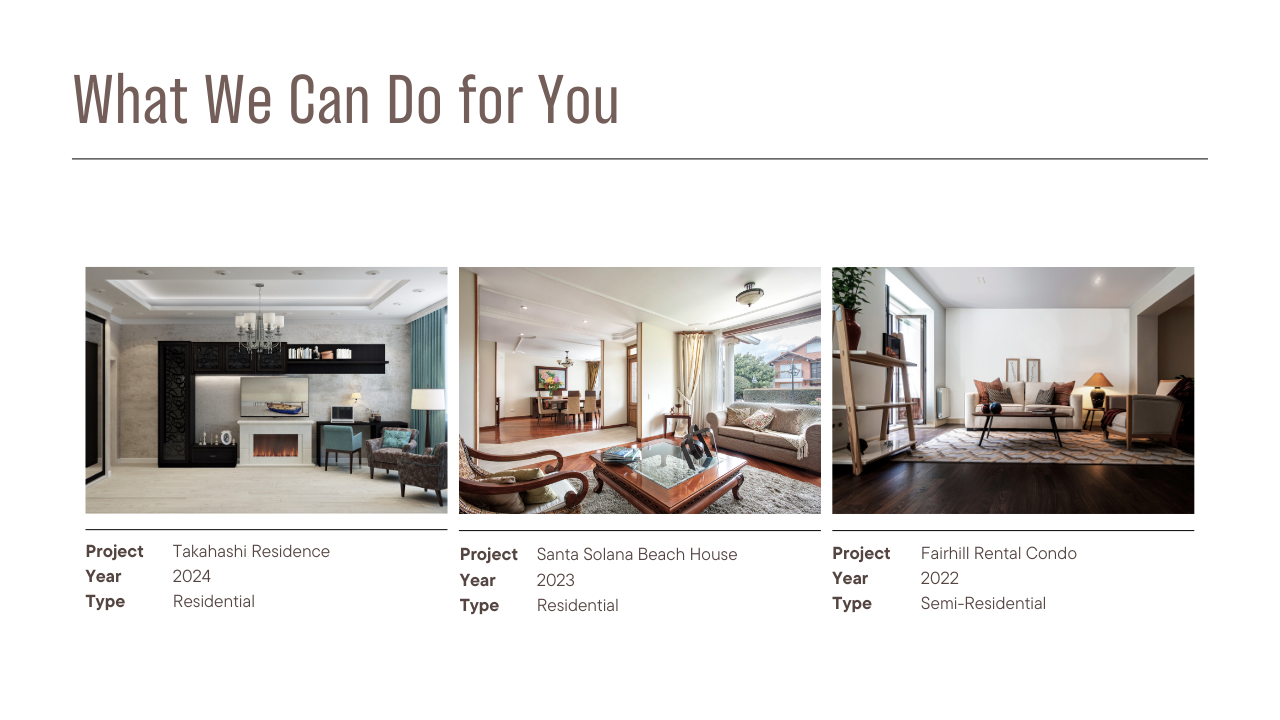 What We Can Do for You
Project Takahashi Residence
Year 2024
Type Residential
Project Santa Solana Beach House
Year 2023
Type Residential
Project Fairhill Rental Condo
Year 2022
Type Semi-Residential